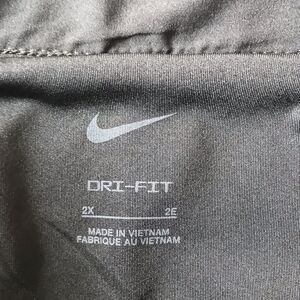 DRI-FIT
2X 2E
MADE IN VIETNAM
FABRIQUE AU VIETNAM